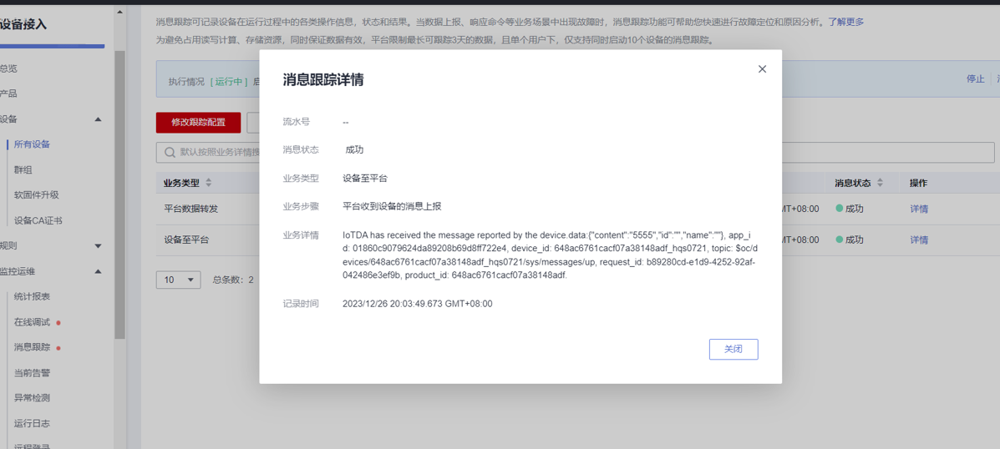 设备接入
总览
产品
设备
所有设备
群组
软固件升级
设备CA证书
规则
监控运维
统计报表
在线调试
消息跟踪
当前告警
异常检测
运行日志
远程登录
消息跟踪可记录设备在运行过程中的各类操作信息，状态和结果。当数据上报、响应命令等业务场景中出现故障时，消息跟踪功能可帮助您快速进行故障定位和原因分析。了解更多
为避免占用读写计算、存储资源，同时保证数据有效，平台限制最长可跟踪3天的数据，且单个用户下，仅支持同时启动10个设备的消息跟踪。
执行情况 [ 运行中 ]
停止
修改跟踪配置
默认按照业务详情搜
业务类型 消息状态 操作
平台数据转发 MT+08:00 成功 详情
设备至平台 MT+08:00 成功 详情
10 总条数：2
消息跟踪详情
流水号 --
消息状态 成功
业务类型 设备至平台
业务步骤 平台收到设备的消息上报
业务详情 IoTDA has received the message reported by the device.data:{"content":"5555","id":"","name":""}, app_i
d: 01860c9079624da89208b69d8ff722e4, device_id: 648ac6761cacf07a38148adf_hqs0721, topic: $oc/d
evices/648ac6761cacf07a38148adf_hqs0721/sys/messages/up, request_id: b89280cd-e1d9-4252-92af-
042486e3ef9b, product_id: 648ac6761cacf07a38148adf.
记录时间 2023/12/26 20:03:49.673 GMT+08:00
关闭